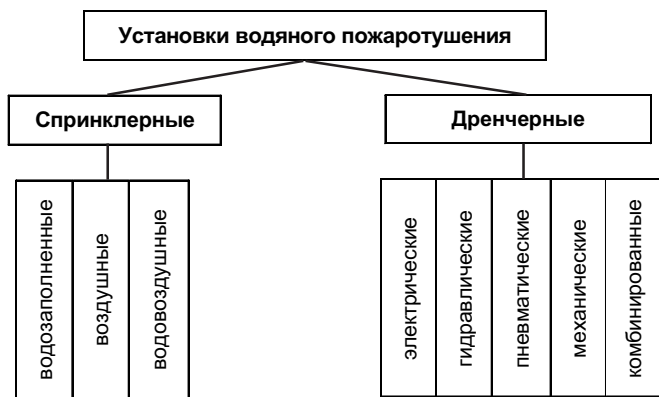 Установки водяного пожаротушения
Спринклерные
Дренчерные
водозаполненные
воздушные
водовоздушные
электрические
гидравлические
пневматические
механические
комбинированные